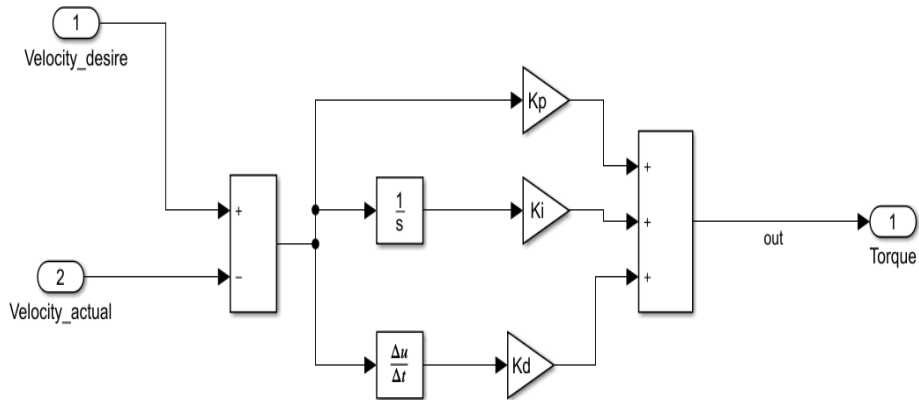 1
Velocity_desire
Kp
+
+
1
s
Ki
+
out
1
Torque
2
Velocity_actual
−
+
Δu
Δt
Kd